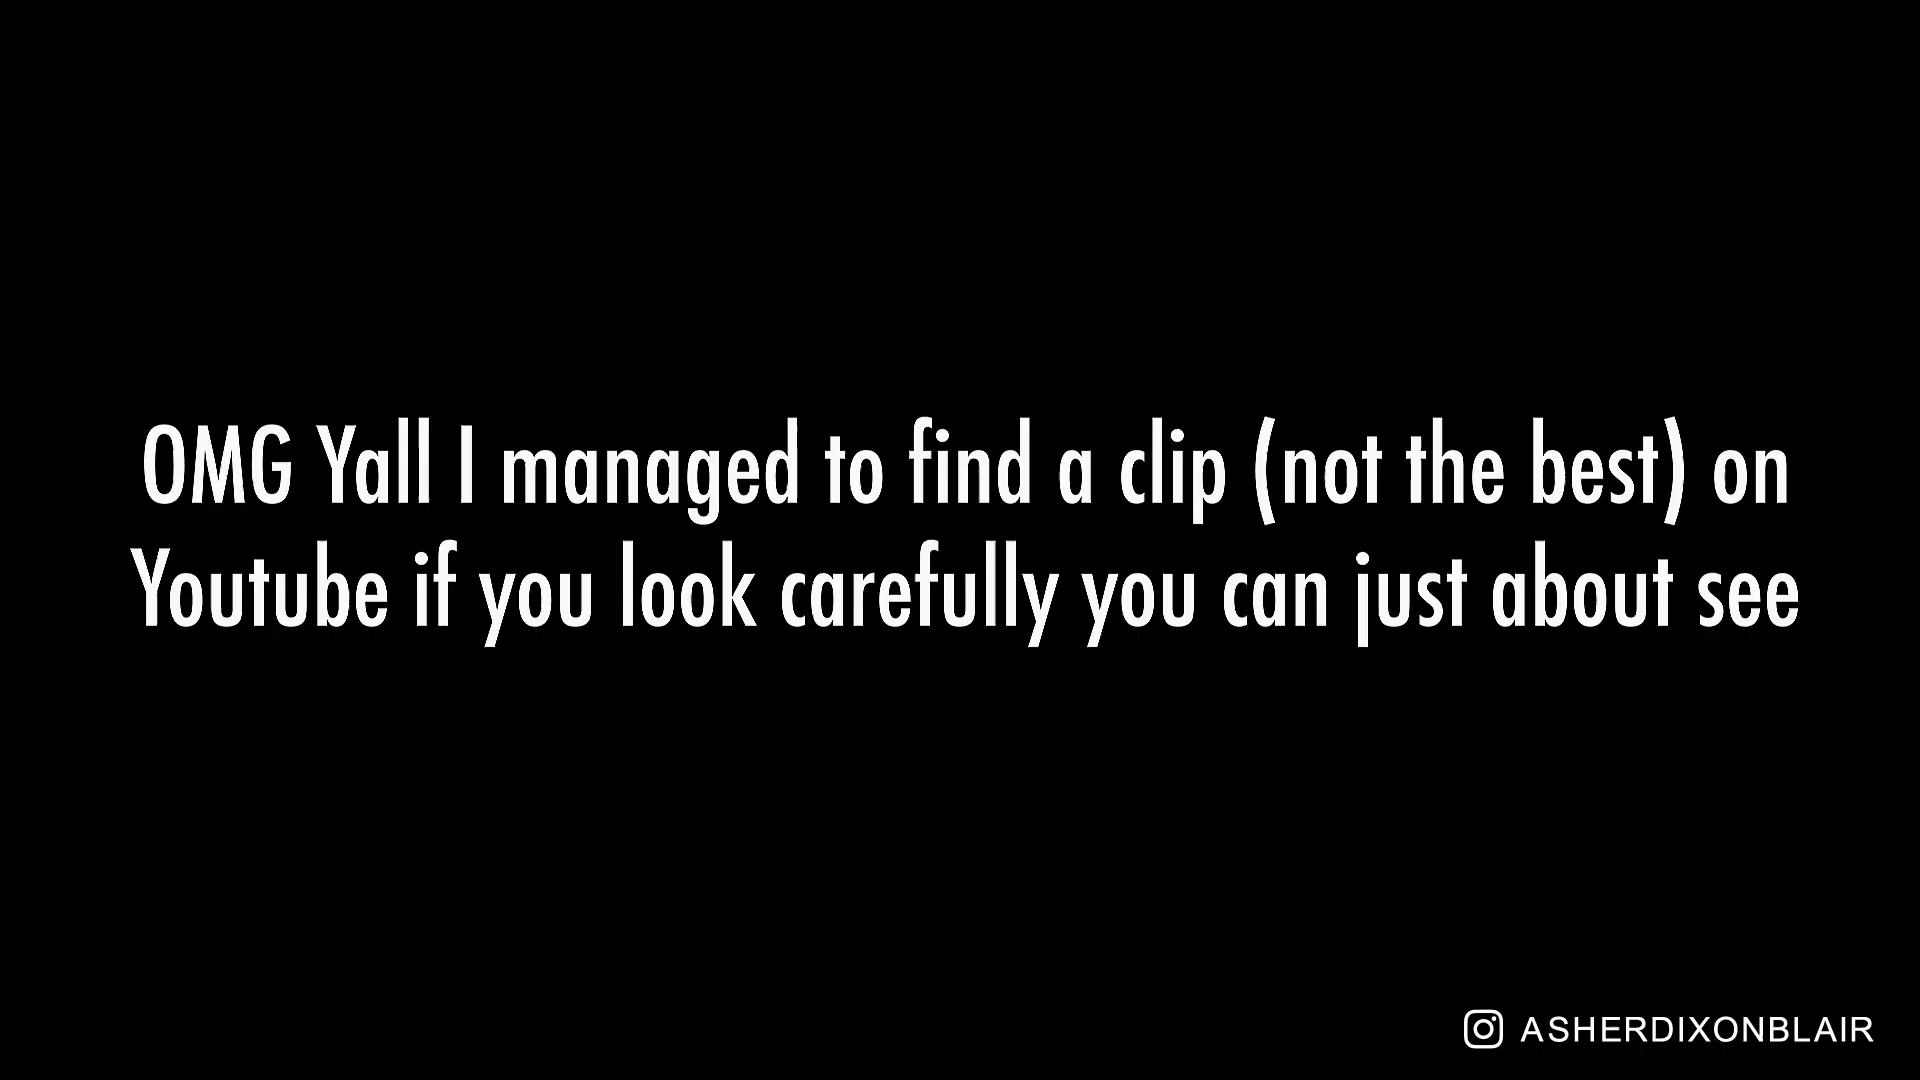 OMG Yall I managed to find a clip (not the best) on
Youtube if you look carefully you can just about see
ASHERDIXONBLAIR